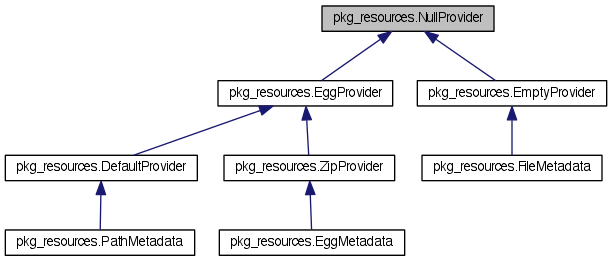 pkg_resources.NullProvider
pkg_resources.EggProvider
pkg_resources.EmptyProvider
pkg_resources.DefaultProvider
pkg_resources.ZipProvider
pkg_resources.FileMetadata
pkg_resources.PathMetadata
pkg_resources.EggMetadata